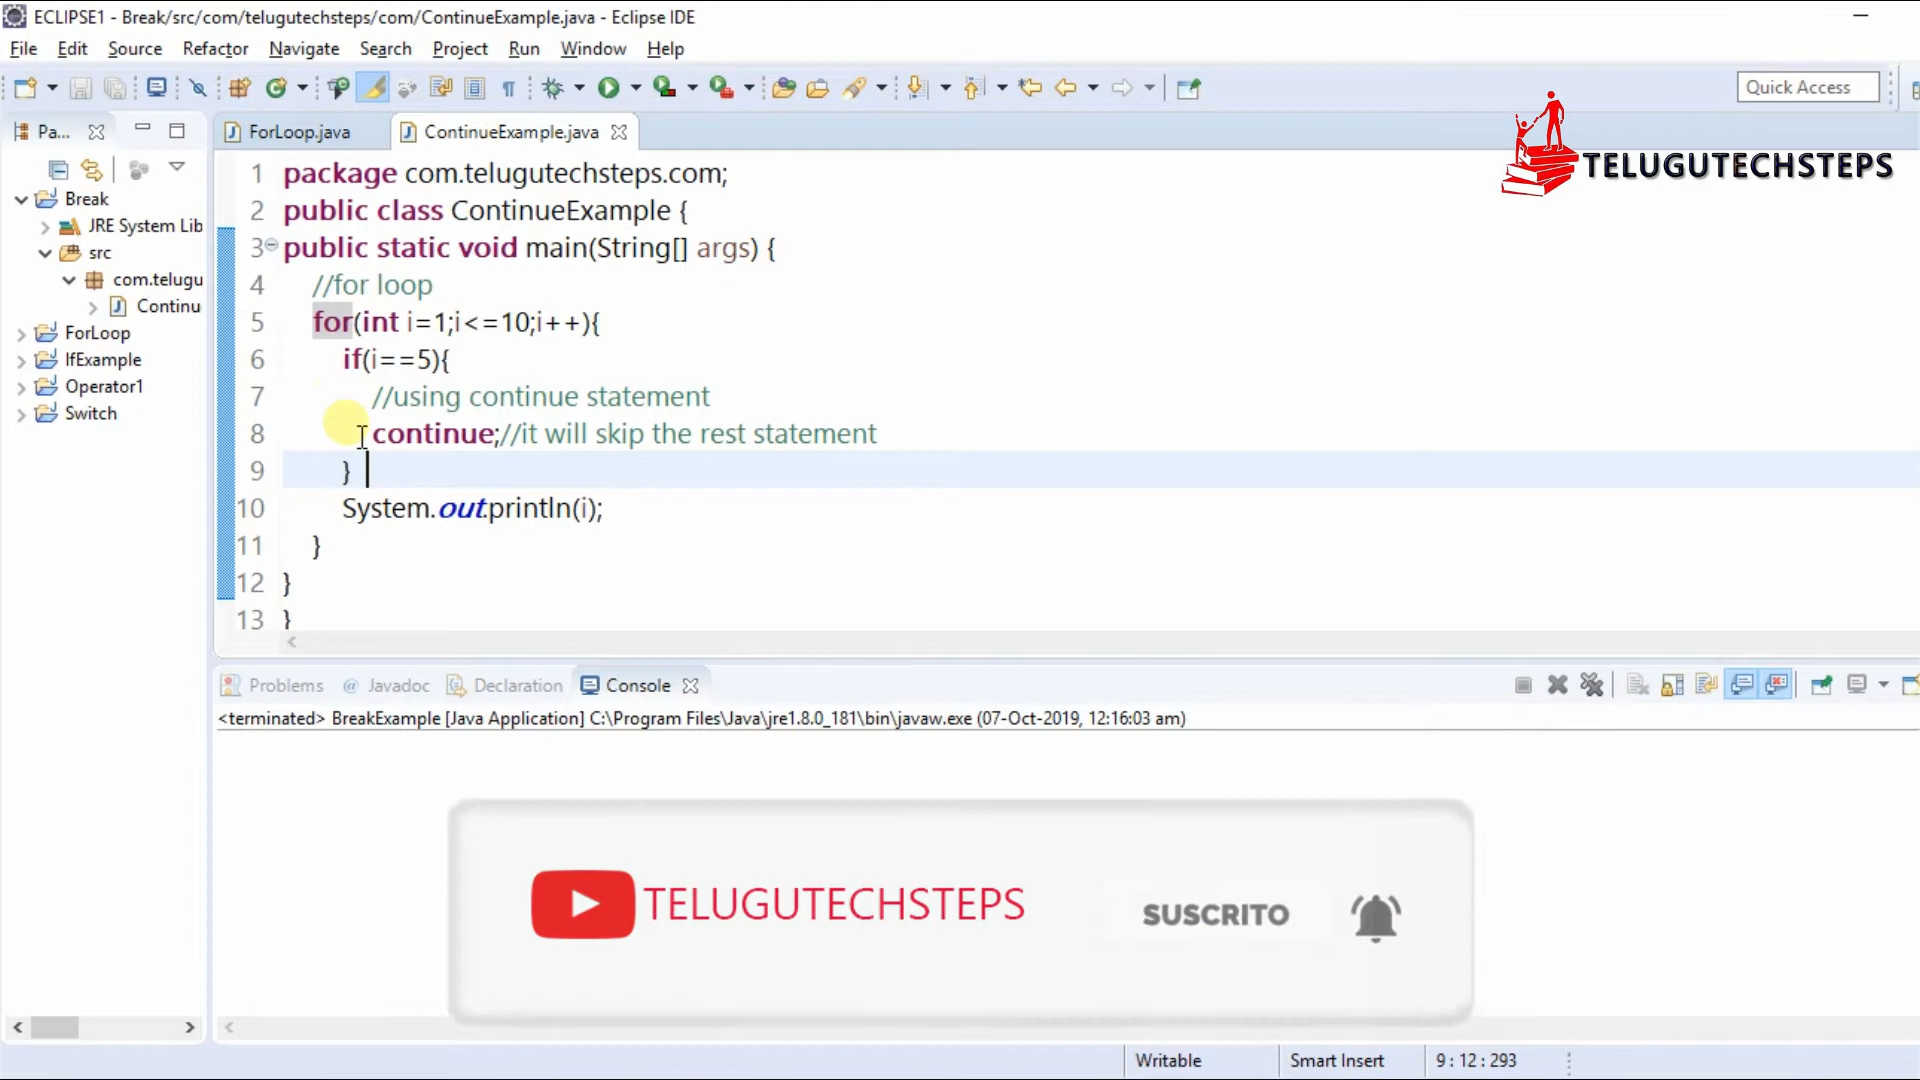 ECLIPSE1 - Break/src/com/telugutechsteps/com/ContinueExample.java - Eclipse IDE
File Edit Source Refactor Navigate Search Project Run Window Help
Quick Access
Pa... ForLoop.java ContinueExample.java
TELUGUTECHSTEPS
Break
JRE System Lib
src
com.telugu
Continu
ForLoop
IfExample
Operator1
Switch
1 package com.telugutechsteps.com;
2 public class ContinueExample {
3 public static void main(String[] args) {
4 //for loop
5 for(int i=1;i<=10;i++){
6 if(i==5){
7 //using continue statement
8 continue;//it will skip the rest statement
9 }
10 System.out.println(i);
11 }
12 }
13 }
Problems @ Javadoc Declaration Console
<terminated> BreakExample [Java Application] C:\Program Files\Java\jre1.8.0_181\bin\javaw.exe (07-Oct-2019, 12:16:03 am)
TELUGUTECHSTEPS SUSCRITO
Writable Smart Insert 9 : 12 : 293